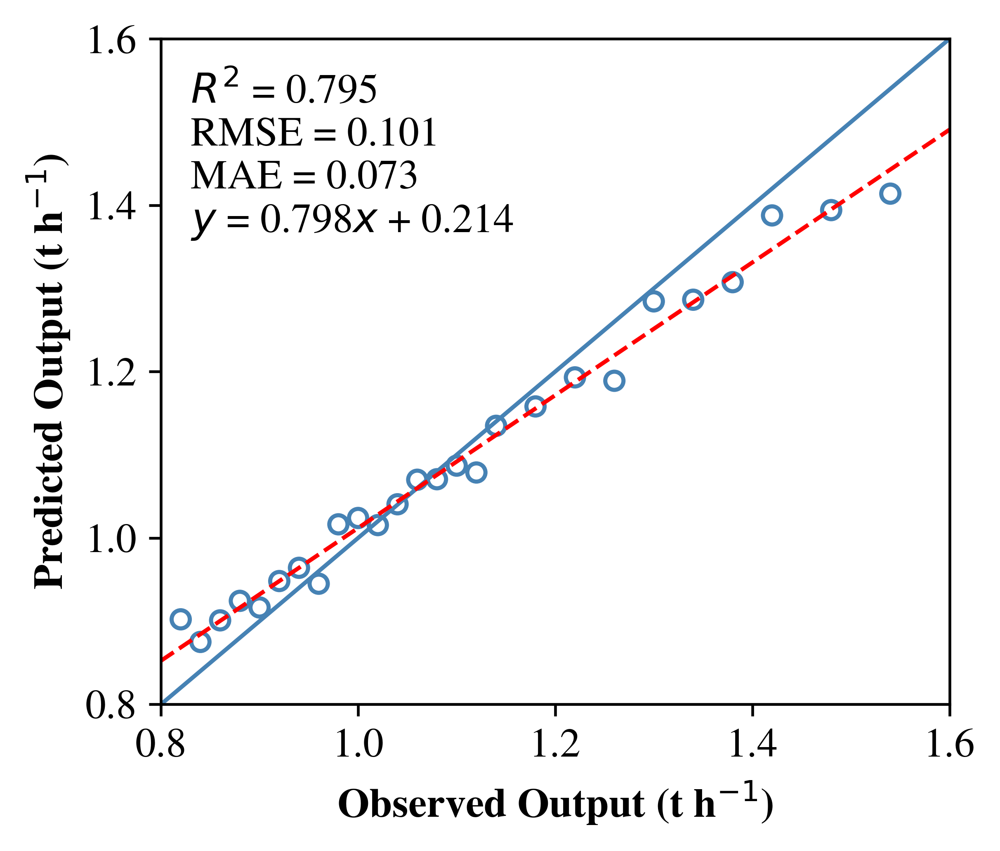 R² = 0.795
RMSE = 0.101
MAE = 0.073
y = 0.798x + 0.214
Predicted Output (t h⁻¹)
1.6
1.4
1.2
1.0
0.8
0.8 1.0 1.2 1.4 1.6
Observed Output (t h⁻¹)